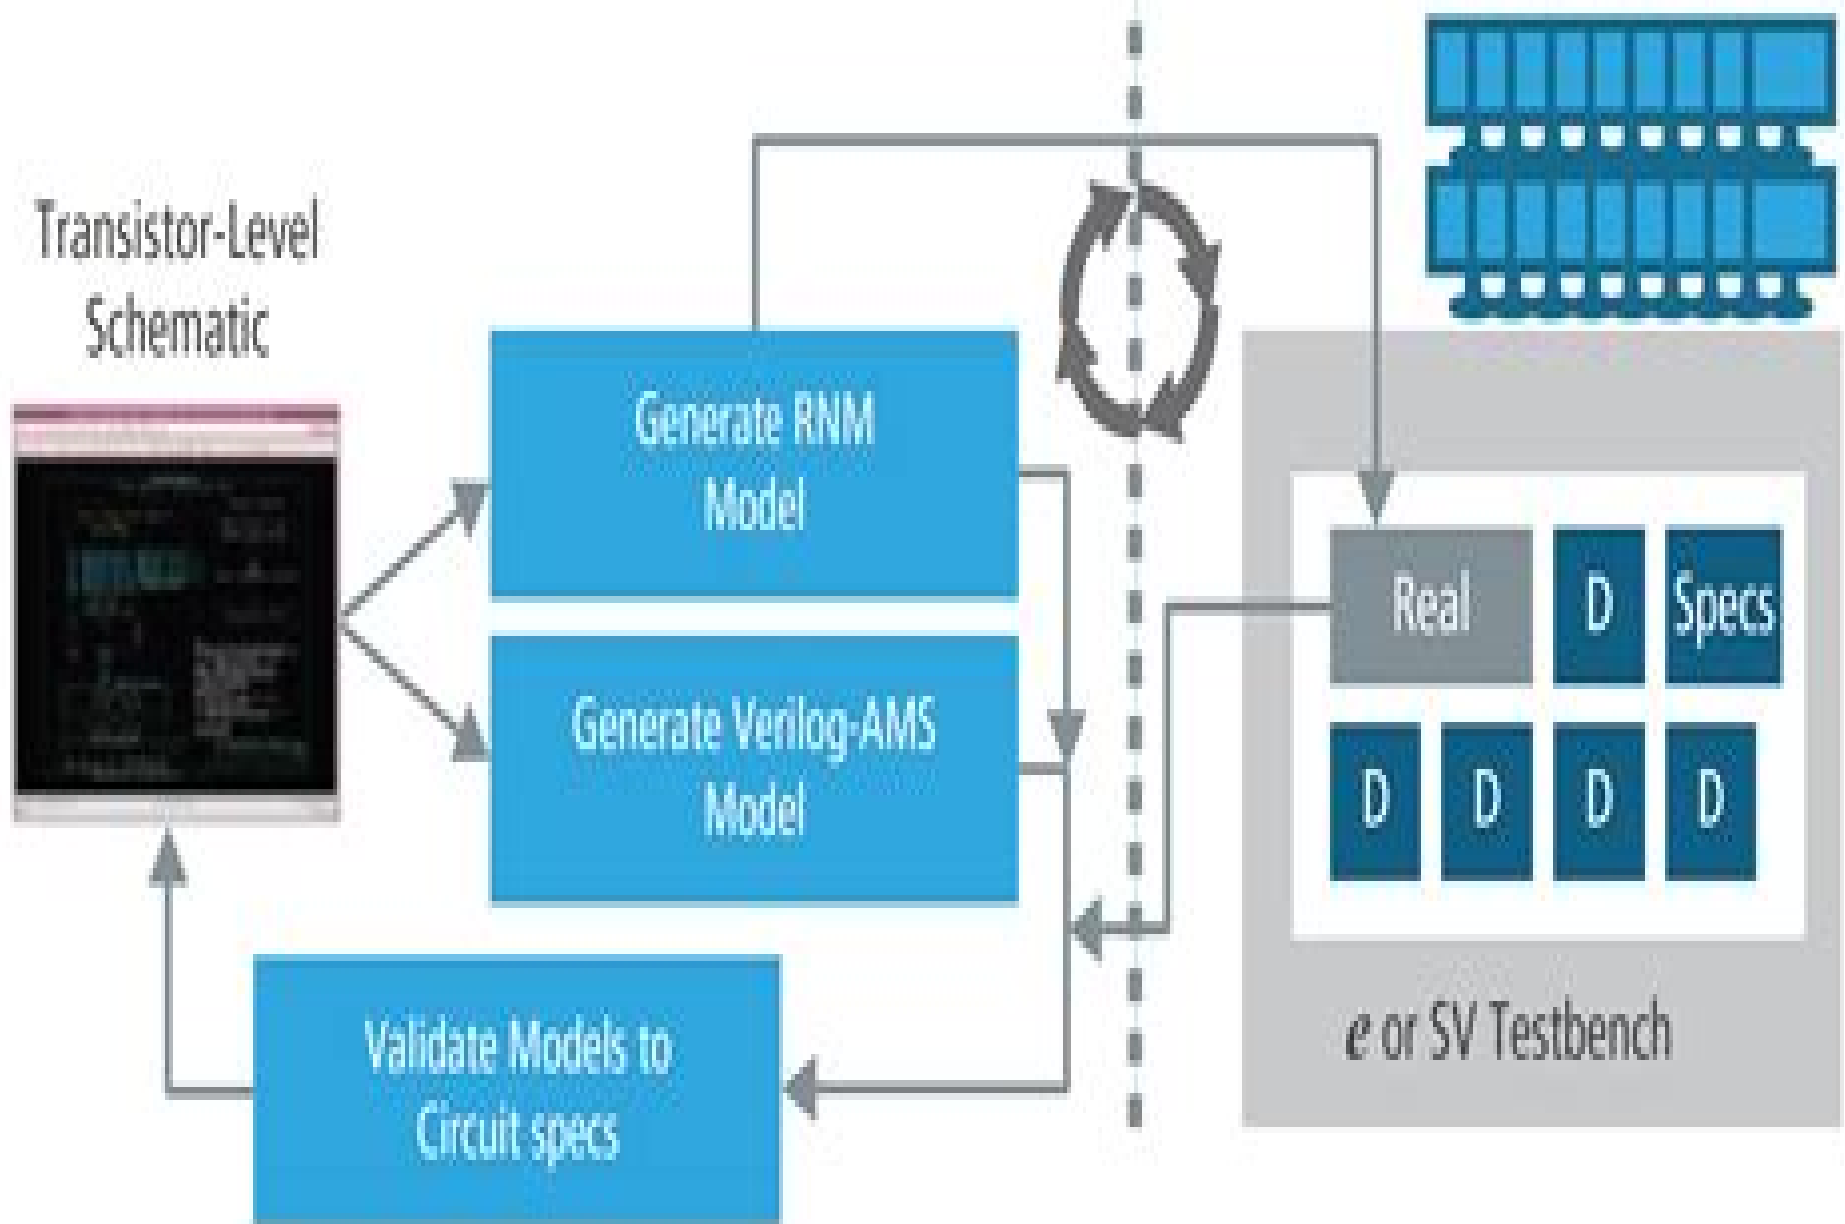 Transistor-Level
Schematic
Generate RNM
Model
Generate Verilog-AMS
Model
Validate Models to
Circuit specs
Real
D
Specs
D
D
D
D
e or SV Testbench